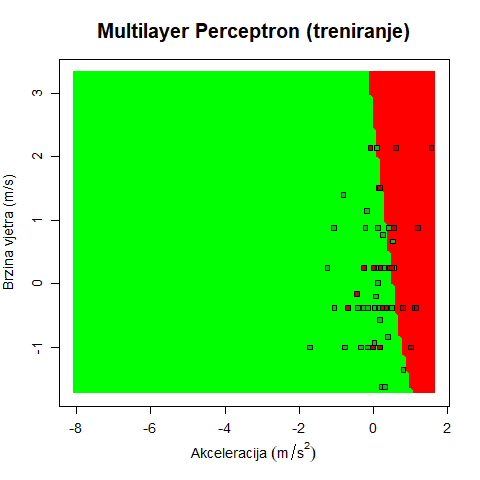 Multilayer Perceptron (treniranje)
Brzina vjetra (m/s)
3
2
1
0
-1
-8 -6 -4 -2 0 2
Akceleracija (m/s²)